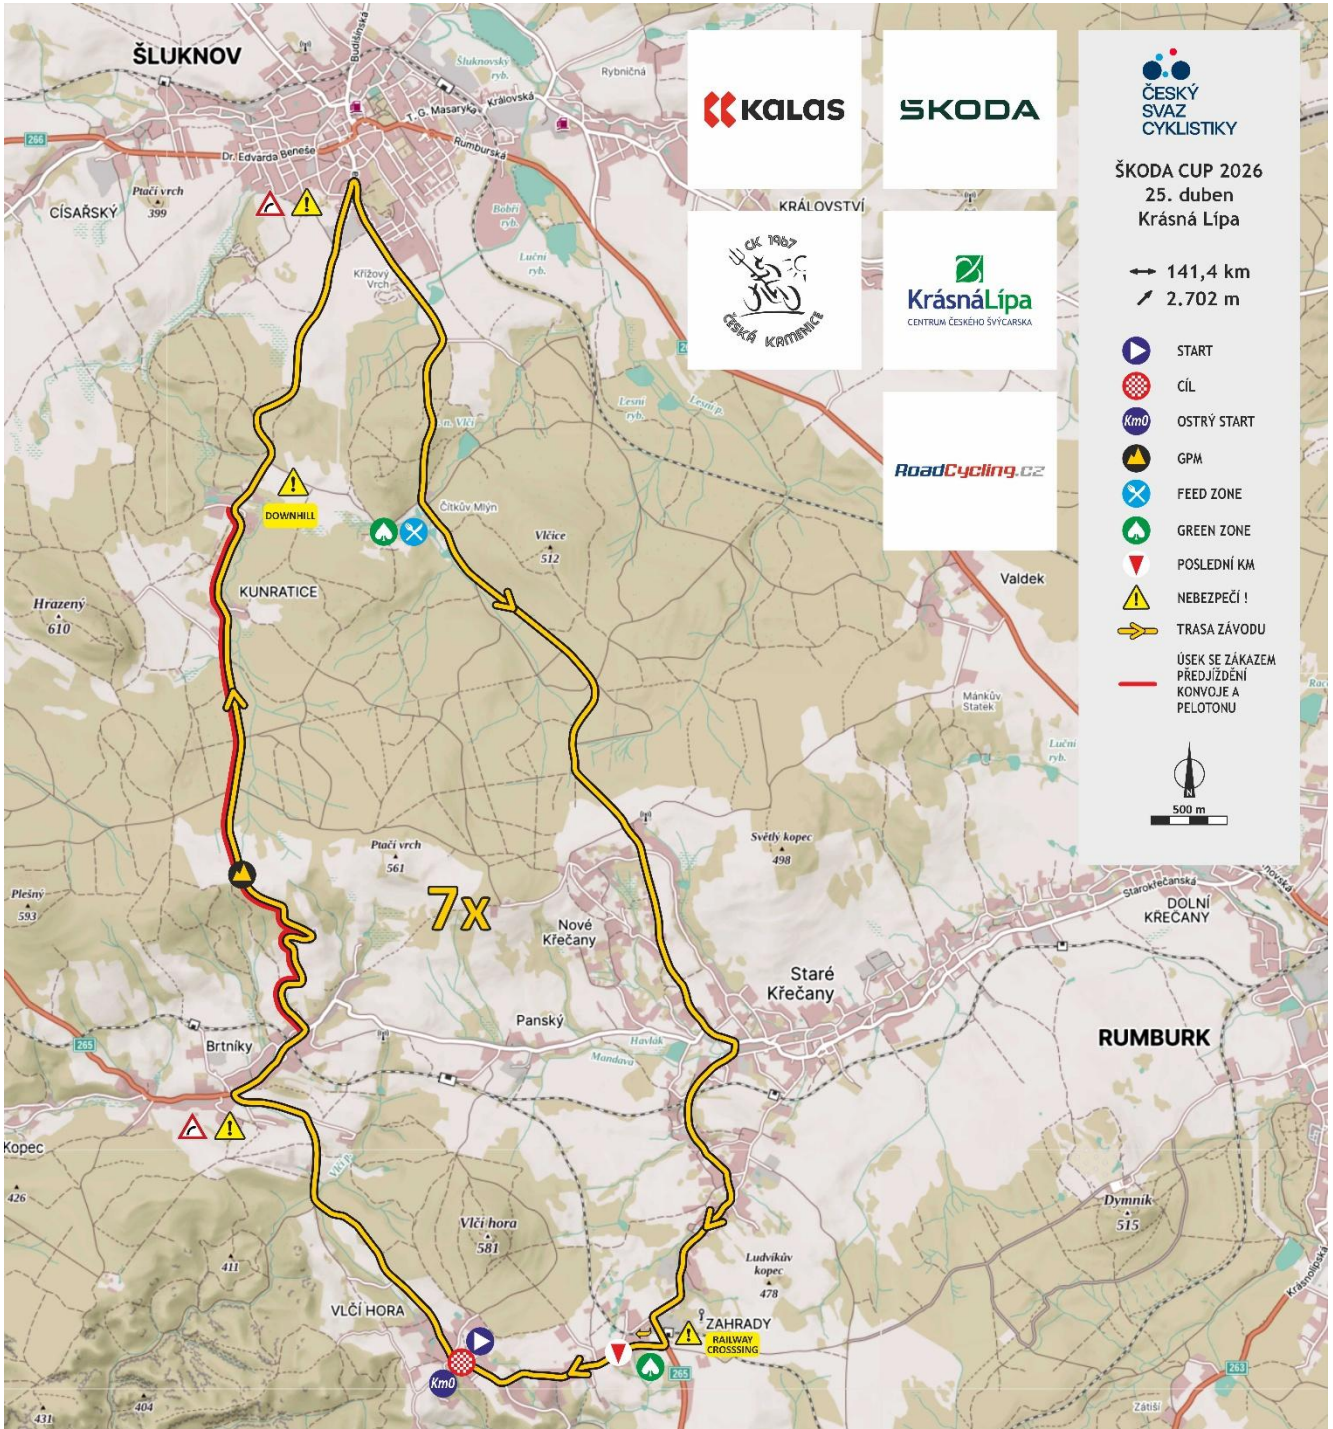 ŠLUKNOV
Budišínská
Šluknovský
ryb.
Rybničná
T. G. Masaryka
Královská
Rumburská
266
Dr. Edvarda Beneše
Ptačí vrch
399
CÍSAŘSKÝ
Bobří
ryb.
Luční
ryb.
Křížový
Vrch
KRÁLOVSTVÍ
KALAS
ŠKODA
CK 1967
ČESKÁ KAMENICE
KrásnáLípa
CENTRUM ČESKÉHO ŠVÝCARSKA
RoadCycling.cz
ČESKÝ
SVAZ
CYKLISTIKY
ŠKODA CUP 2026
25. duben
Krásná Lípa
141,4 km
2.702 m
START
CÍL
Km0
OSTRÝ START
GPM
FEED ZONE
GREEN ZONE
POSLEDNÍ KM
NEBEZPEČÍ !
TRASA ZÁVODU
ÚSEK SE ZÁKAZEM
PŘEDJÍŽDĚNÍ
KONVOJE A
PELOTONU
N
500 m
Lesní
ryb.
Lesní p.
n. Vlčí
DOWNHILL
Čítkův Mlýn
Vlčice
512
KUNRATICE
Hrazený
610
Valdek
Mánkův
Statek
Luční
ryb.
Ptačí vrch
561
Světlý kopec
498
Plešný
593
7x
Nové
Křečany
Staré
Křečany
Starokřečanská
DOLNÍ
KŘEČANY
Panský
Havlák
Mandava
RUMBURK
265
Brtníky
Kopec
426
Vlčí p.
Vlčí hora
581
411
Dymník
515
Ludvíkův
kopec
478
Krásnolipská
VLČÍ HORA
ZAHRADY
RAILWAY
CROSSSING
Km0
265
263
404
431
Zátiší